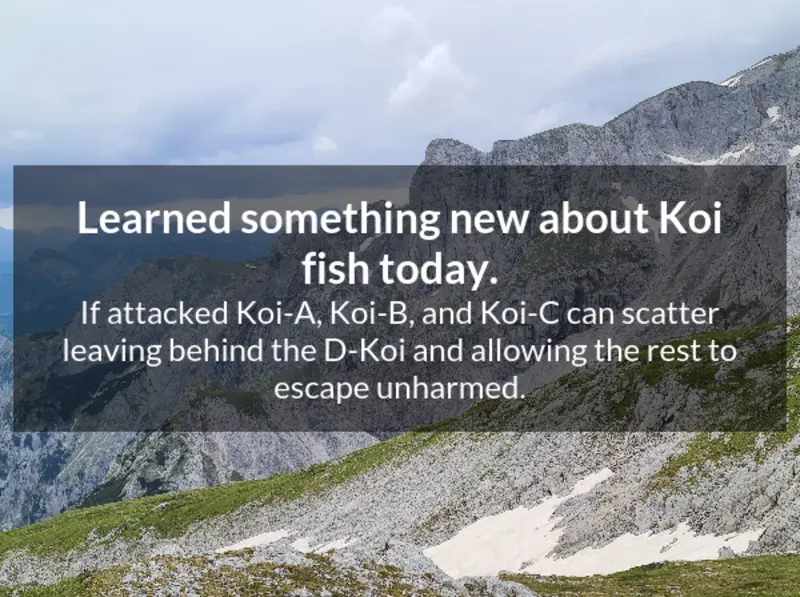 Learned something new about Koi
fish today.
If attacked Koi-A, Koi-B, and Koi-C can scatter
leaving behind the D-Koi and allowing the rest to
escape unharmed.